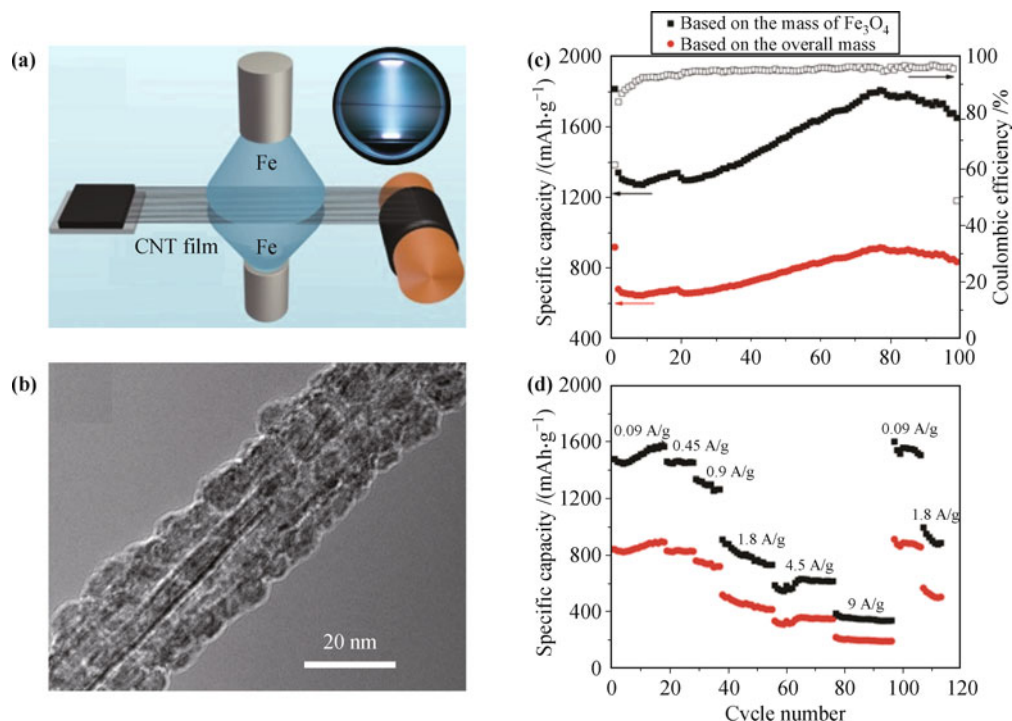 (a)
Fe
Fe
CNT film
(b)
20 nm
Based on the mass of Fe₃O₄
Based on the overall mass
(c)
2000
1600
1200
800
400
Specific capacity /(mAh·g⁻¹)
100
80
60
40
20
0
Coulombic efficiency /%
0 20 40 60 80 100
(d)
2000
1600
1200
800
400
0
Specific capacity /(mAh·g⁻¹)
0.09 A/g
0.45 A/g
0.9 A/g
1.8 A/g
4.5 A/g
9 A/g
0.09 A/g
1.8 A/g
0 20 40 60 80 100 120
Cycle number